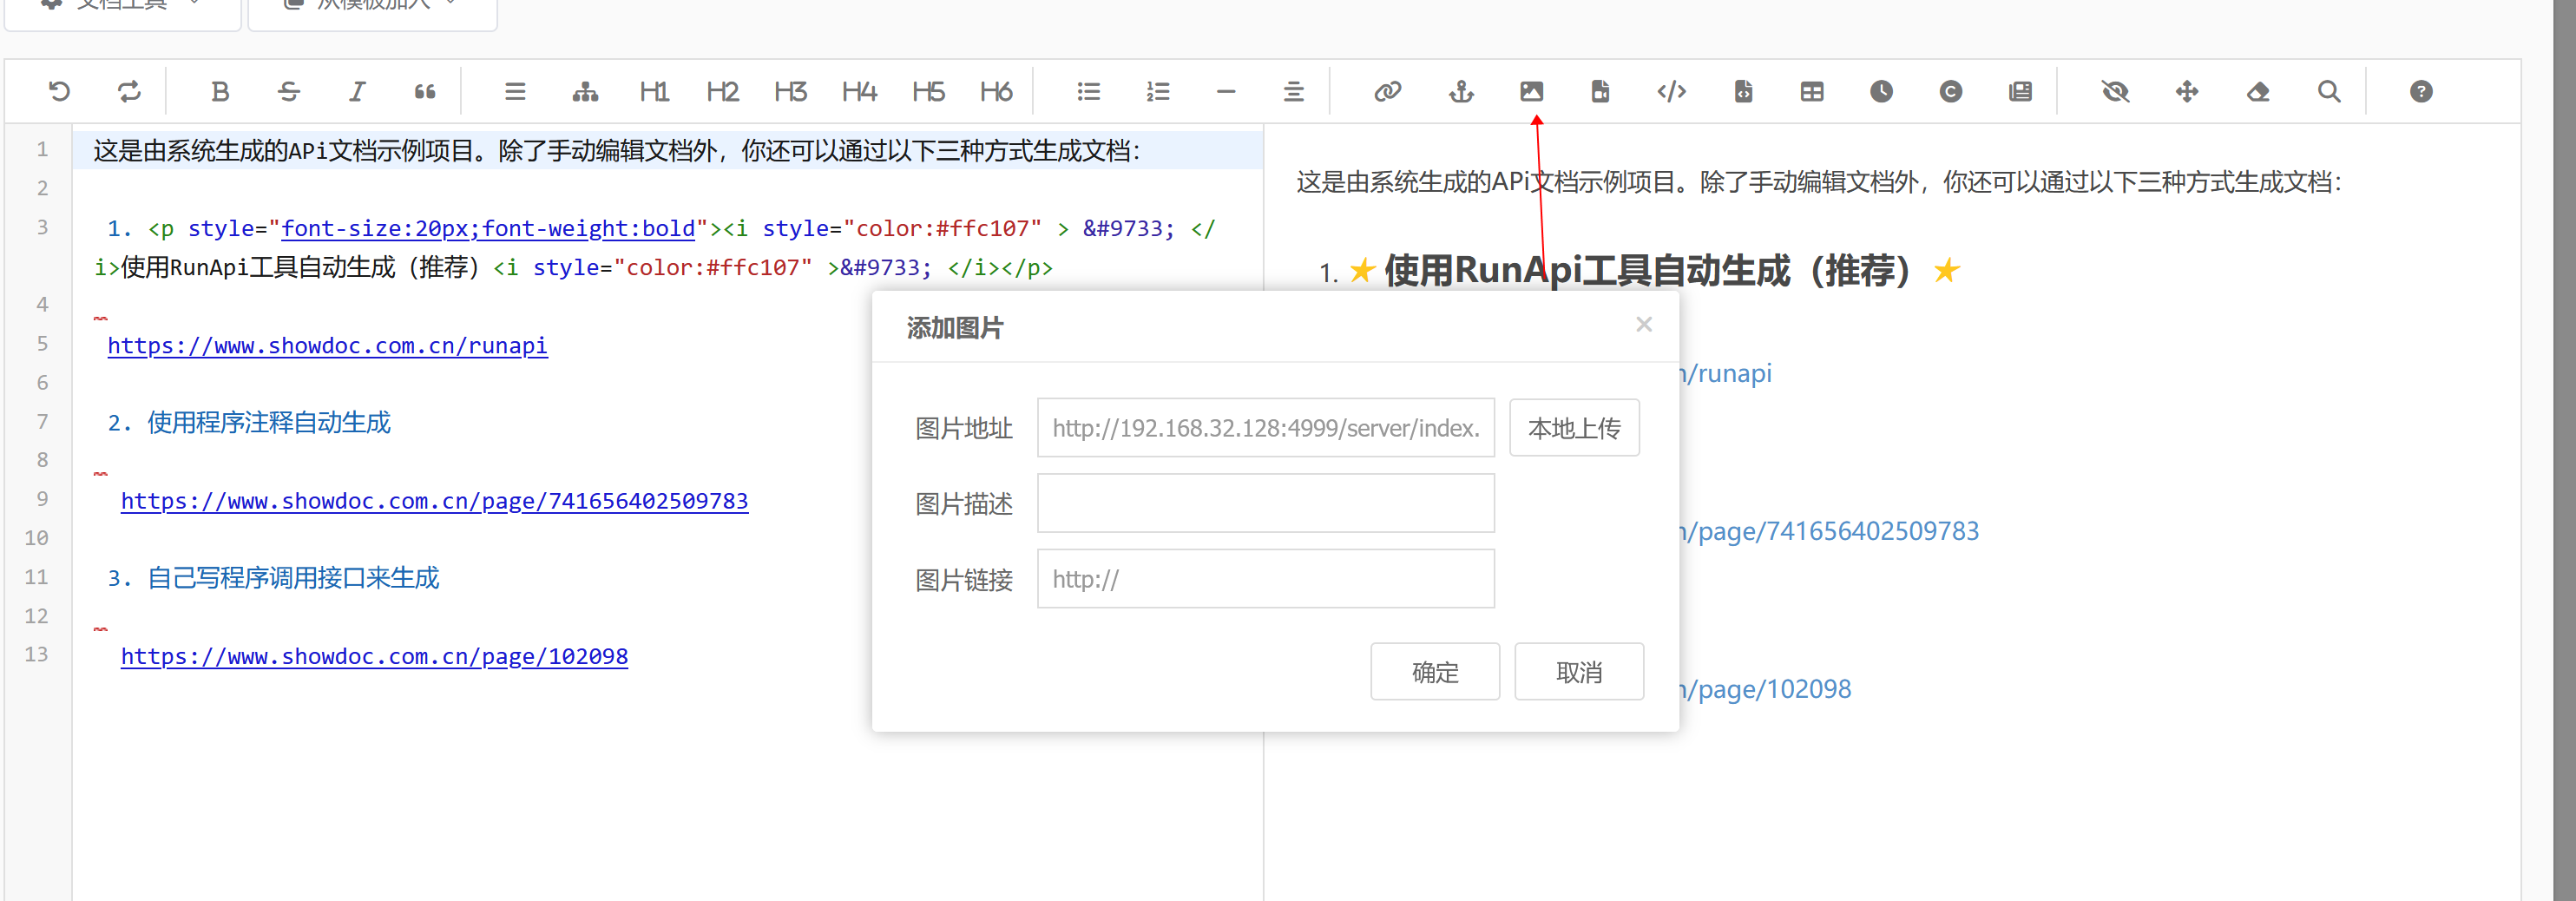 文档工具
从模板加入
H1 H2 H3 H4 H5 H6
1 这是由系统生成的APi文档示例项目。除了手动编辑文档外，你还可以通过以下三种方式生成文档：
2
3 1. <p style="font-size:20px;font-weight:bold"><i style="color:#ffc107" > &#9733; </
i>使用RunApi工具自动生成（推荐）<i style="color:#ffc107" >&#9733; </i></p>
4
5 https://www.showdoc.com.cn/runapi
6
7 2. 使用程序注释自动生成
8
9 https://www.showdoc.com.cn/page/741656402509783
10
11 3. 自己写程序调用接口来生成
12
13 https://www.showdoc.com.cn/page/102098
这是由系统生成的APi文档示例项目。除了手动编辑文档外，你还可以通过以下三种方式生成文档：
1. ★ 使用RunApi工具自动生成（推荐） ★
n/runapi
n/page/741656402509783
n/page/102098
添加图片 ×
图片地址 http://192.168.32.128:4999/server/index. 本地上传
图片描述
图片链接 http://
确定 取消